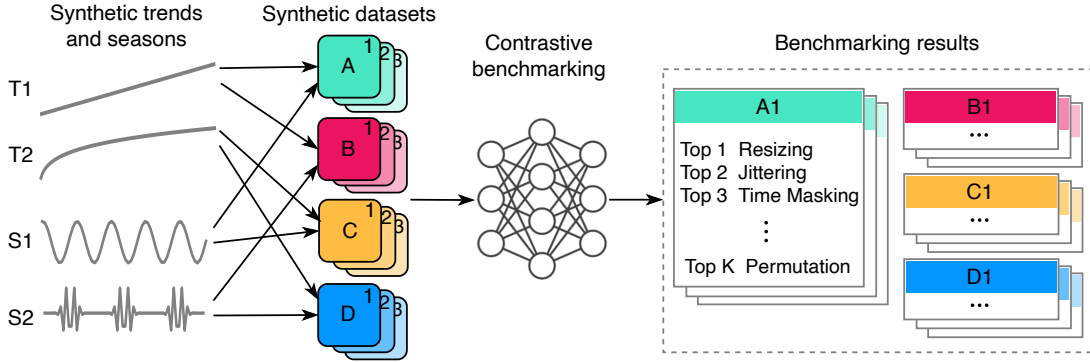 Synthetic trends
and seasons
Synthetic datasets
Contrastive
benchmarking
Benchmarking results
T1
T2
S1
S2
A
1
2
3
B
1
2
3
C
1
2
3
D
1
2
3
A1
Top 1 Resizing
Top 2 Jittering
Top 3 Time Masking
⋮
Top K Permutation
B1
...
C1
...
D1
...